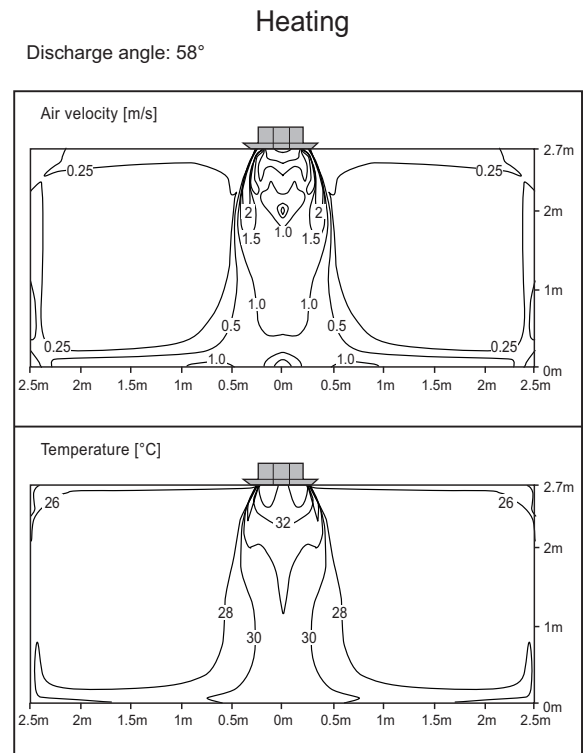 Heating
Discharge angle: 58°
Air velocity [m/s]
2.7m
0.25 0.25
2 2 2m
1.5 1.0 1.5
1m
1.0 1.0
0.5 0.5
0.25 0.25
1.0 1.0 0m
2.5m 2m 1.5m 1m 0.5m 0m 0.5m 1m 1.5m 2m 2.5m
Temperature [°C]
2.7m
26 26
32
2m
28 28 1m
30 30
0m
2.5m 2m 1.5m 1m 0.5m 0m 0.5m 1m 1.5m 2m 2.5m